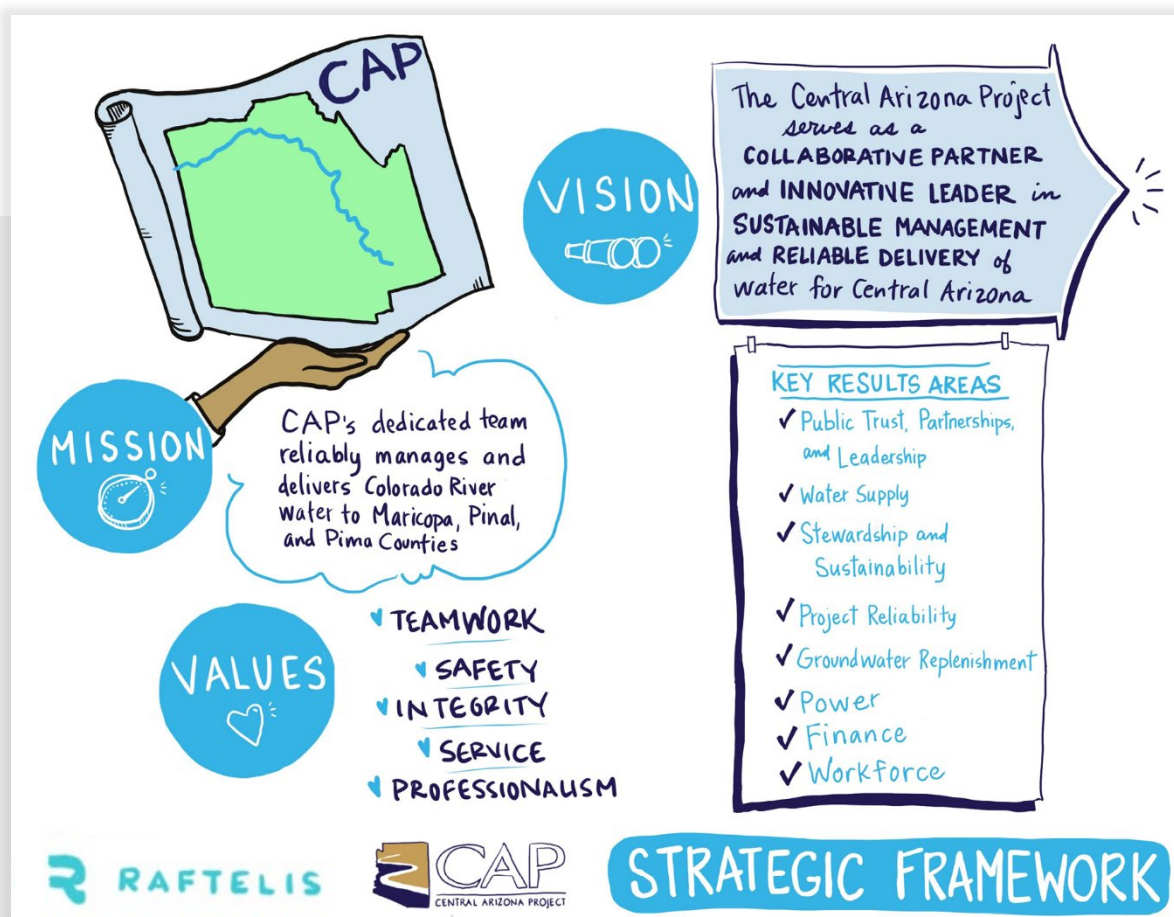 CAP
VISION
The Central Arizona Project
serves as a
COLLABORATIVE PARTNER
and INNOVATIVE LEADER in
SUSTAINABLE MANAGEMENT
and RELIABLE DELIVERY of
water for Central Arizona
MISSION
CAP's dedicated team
reliably manages and
delivers Colorado River
water to Maricopa, Pinal,
and Pima Counties
KEY RESULTS AREAS
✓ Public Trust, Partnerships,
and Leadership
✓ Water Supply
✓ Stewardship and
Sustainability
✓ Project Reliability
✓ Groundwater Replenishment
✓ Power
✓ Finance
✓ Workforce
VALUES
TEAMWORK
SAFETY
INTEGRITY
SERVICE
PROFESSIONALISM
RAFTELIS
CAP
CENTRAL ARIZONA PROJECT
STRATEGIC FRAMEWORK